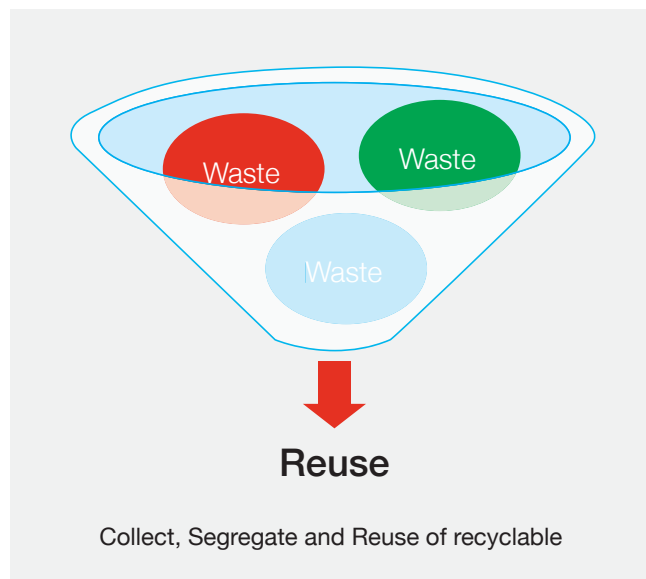 Waste
Waste
Waste
Reuse
Collect, Segregate and Reuse of recyclable